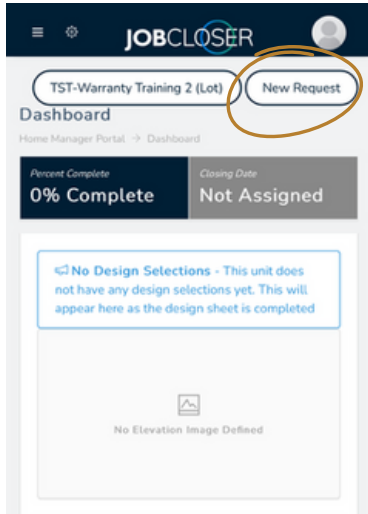 JOBCLOSER
TST-Warranty Training 2 (Lot) New Request
Dashboard
Home Manager Portal → Dashboard
Percent Complete Closing Date
0% Complete Not Assigned
No Design Selections - This unit does
not have any design selections yet. This will
appear here as the design sheet is completed
No Elevation Image Defined